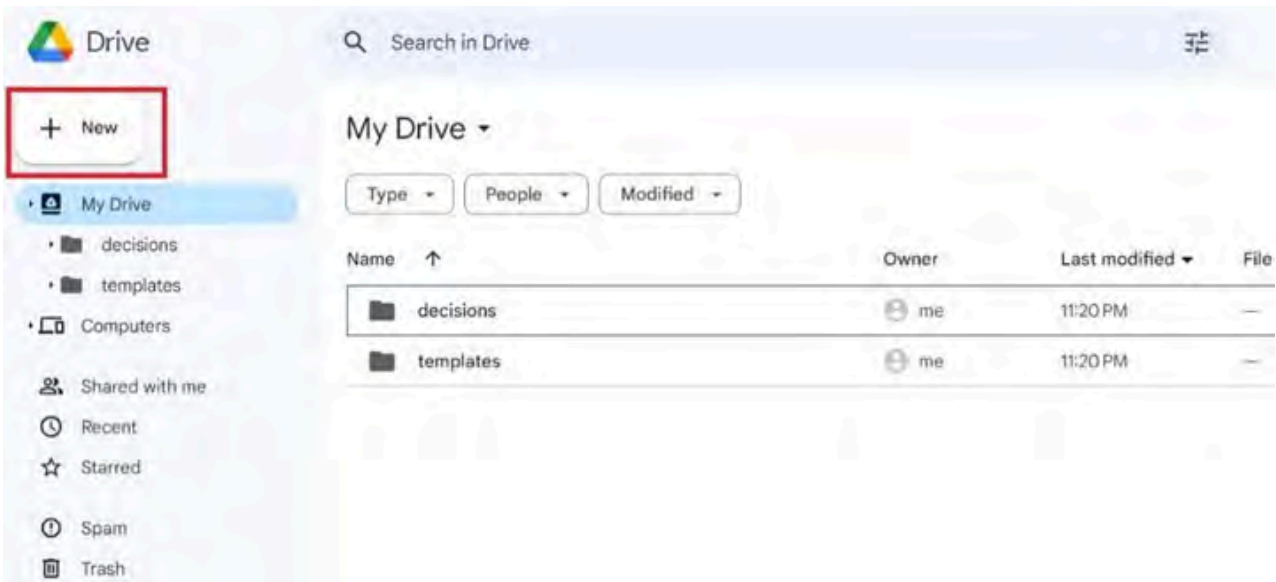 Drive
Search in Drive
New
My Drive
decisions
templates
Computers
Shared with me
Recent
Starred
Spam
Trash
My Drive
Type People Modified
Name Owner Last modified File
decisions me 11:20 PM —
templates me 11:20 PM —